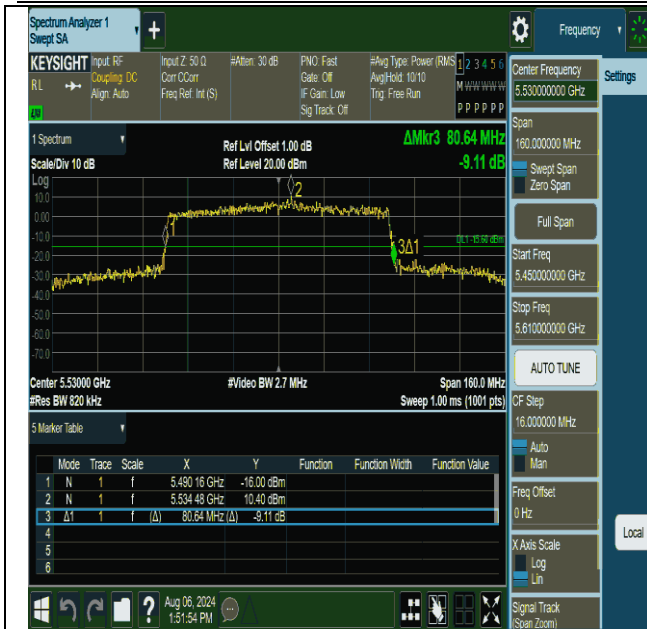 Spectrum Analyzer 1
Swept SA
+
Frequency
KEYSIGHT
RL
Input: RF
Coupling: DC
Align: Auto
Input Z: 50 Ω
Corr CCorr
Freq Ref: Int (S)
#Atten: 30 dB
PNO: Fast
Gate: Off
IF Gain: Low
Sig Track: Off
#Avg Type: Power (RMS
Avg|Hold: 10/10
Trig: Free Run
1 2 3 4 5 6
M W W W W W
P P P P P P
1 Spectrum
Scale/Div 10 dB
Ref Lvl Offset 1.00 dB
Ref Level 20.00 dBm
ΔMkr3 80.64 MHz
-9.11 dB
Log
10.0
0.00
-10.0
-20.0
-30.0
-40.0
-50.0
-60.0
-70.0
1
2
3Δ1
DL1 -15.60 dBm
Center 5.53000 GHz
#Video BW 2.7 MHz
Span 160.0 MHz
#Res BW 820 kHz
Sweep 1.00 ms (1001 pts)
5 Marker Table
Mode Trace Scale X Y Function Function Width Function Value
1 N 1 f 5.490 16 GHz -16.00 dBm
2 N 1 f 5.534 48 GHz 10.40 dBm
3 Δ1 1 f (Δ) 80.64 MHz (Δ) -9.11 dB
4
5
6
?
Aug 06, 2024
1:51:54 PM
Center Frequency
5.530000000 GHz
Settings
Span
160.000000 MHz
Swept Span
Zero Span
Full Span
Start Freq
5.450000000 GHz
Stop Freq
5.610000000 GHz
AUTO TUNE
CF Step
16.000000 MHz
Auto
Man
Freq Offset
0 Hz
X Axis Scale
Log
Lin
Local
Signal Track
(Span Zoom)